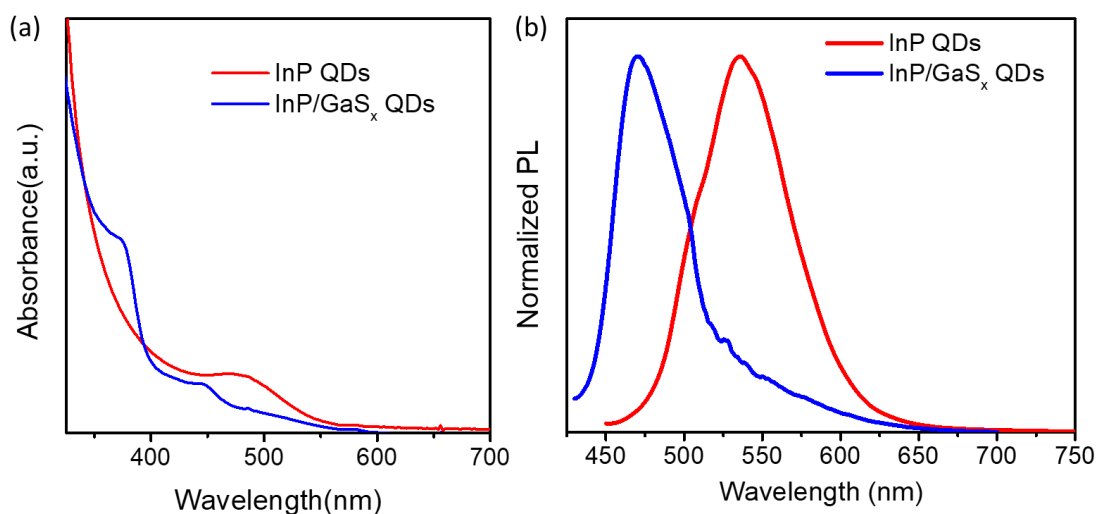 (a)
InP QDs
InP/GaSₓ QDs
Absorbance(a.u.)
400 500 600 700
Wavelength(nm)
(b)
InP QDs
InP/GaSₓ QDs
Normalized PL
450 500 550 600 650 700 750
Wavelength (nm)